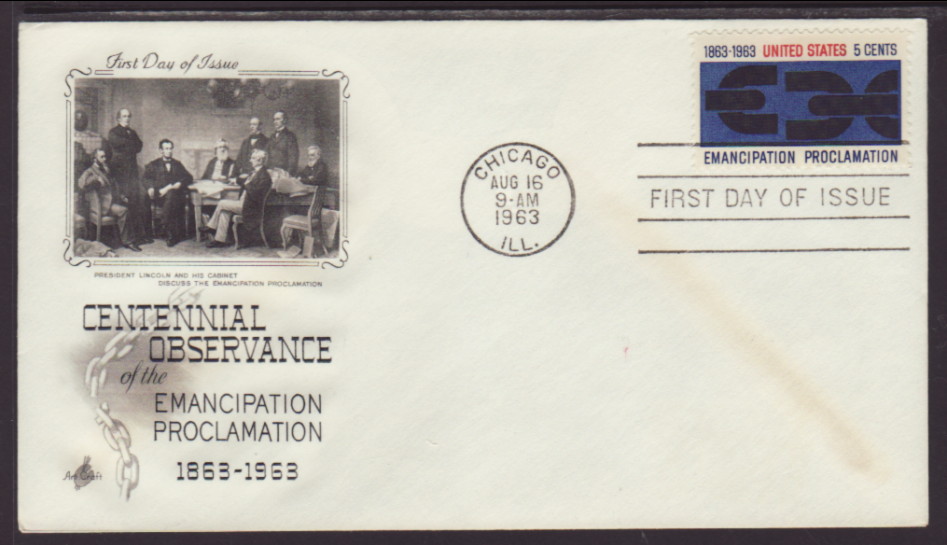 First Day of Issue
PRESIDENT LINCOLN AND HIS CABINET
DISCUSS THE EMANCIPATION PROCLAMATION
CENTENNIAL
OBSERVANCE
of the
EMANCIPATION
PROCLAMATION
1863-1963
Art Craft
CHICAGO
AUG 16
9-AM
1963
ILL.
1863-1963 UNITED STATES 5 CENTS
EMANCIPATION PROCLAMATION
FIRST DAY OF ISSUE